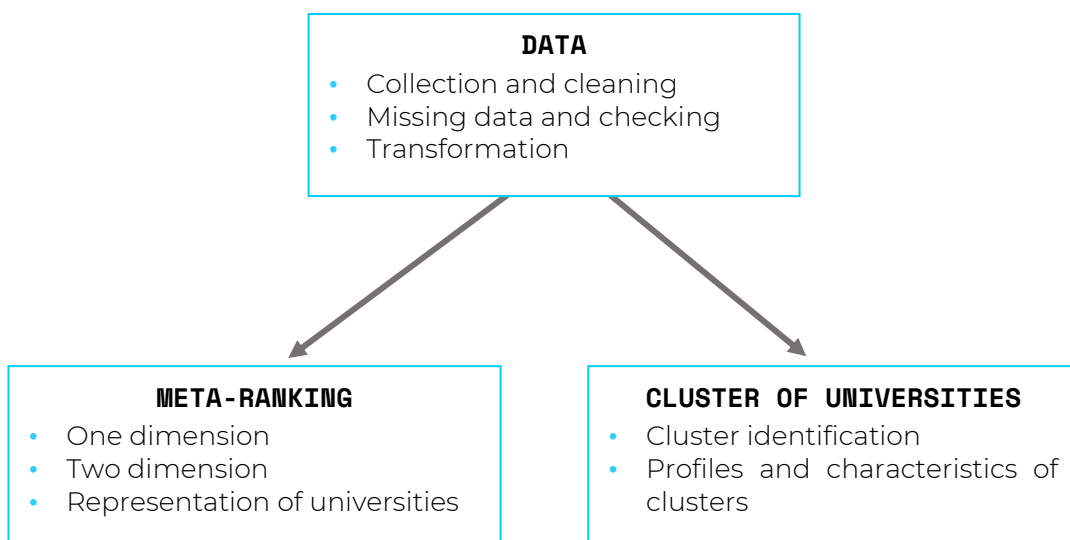 DATA
• Collection and cleaning
• Missing data and checking
• Transformation
META-RANKING
• One dimension
• Two dimension
• Representation of universities
CLUSTER OF UNIVERSITIES
• Cluster identification
• Profiles and characteristics of
clusters